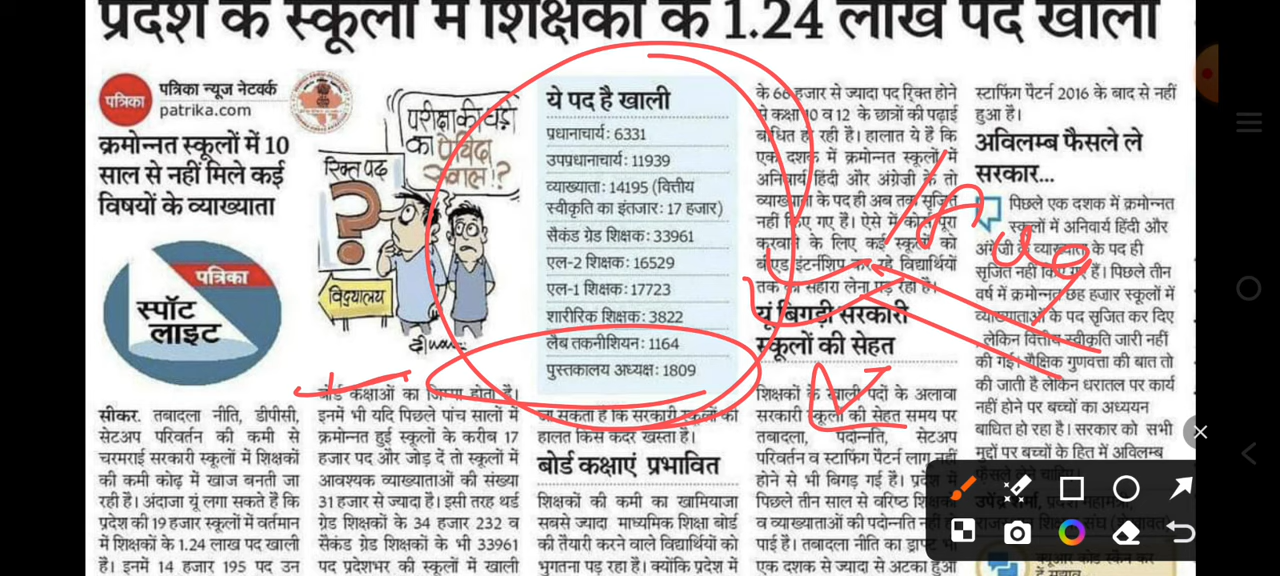 प्रदेश के स्कूलों में शिक्षकों के 1.24 लाख पद खाली
पत्रिका
पत्रिका न्यूज नेटवर्क
patrika.com
क्रमोन्नत स्कूलों में 10
साल से नहीं मिले कई
विषयों के व्याख्याता
पत्रिका
स्पॉट
लाइट
परीक्षा की घड़ी
का पेचिदा
सवाल!?
रिक्त पद
?
विद्यालय
सीकर. तबादला नीति, डीपीसी,
सेटअप परिवर्तन की कमी से
चरमराई सरकारी स्कूलों में शिक्षकों
की कमी कोढ़ में खाज बनती जा
रही है। अंदाजा यूं लगा सकते हैं कि
प्रदेश की 19 हजार स्कूलों में वर्तमान
में शिक्षकों के 1.24 लाख पद खाली
है। इनमें 14 हजार 195 पद उन
बोर्ड कक्षाओं का जिम्मा होता है।
इनमें भी यदि पिछले पांच सालों में
क्रमोन्नत हुई स्कूलों के करीब 17
हजार पद और जोड़ दें तो स्कूलों में
आवश्यक व्याख्याताओं की संख्या
31 हजार से ज्यादा है। इसी तरह थर्ड
ग्रेड शिक्षकों के 34 हजार 232 व
सैकंड ग्रेड शिक्षकों के भी 33961
पद प्रदेशभर की स्कूलों में खाली
ये पद है खाली
प्रधानाचार्य: 6331
उपप्रधानाचार्य: 11939
व्याख्याता: 14195 (वित्तीय
स्वीकृति का इंतजार: 17 हजार)
सैकंड ग्रेड शिक्षक: 33961
एल-2 शिक्षक: 16529
एल-1 शिक्षक: 17723
शारीरिक शिक्षक: 3822
लैब तकनीशियन: 1164
पुस्तकालय अध्यक्ष: 1809
जा सकता है कि सरकारी स्कूलों की
हालत किस कदर खस्ता है।
बोर्ड कक्षाएं प्रभावित
शिक्षकों की कमी का खामियाजा
सबसे ज्यादा माध्यमिक शिक्षा बोर्ड
की तैयारी करने वाले विद्यार्थियों को
भुगतना पड़ रहा है। क्योंकि प्रदेश में
के 66 हजार से ज्यादा पद रिक्त होने
से कक्षा 10 व 12 के छात्रों की पढ़ाई
बाधित हो रही है। हालात ये है कि
एक दशक में क्रमोन्नत स्कूलों में
अनिवार्य हिंदी और अंग्रेजी के तो
व्याख्याता के पद ही अब तक सृजित
नहीं किए गए हैं। ऐसे में कोर्स पूरा
करवाने के लिए कई स्कूलों को
बीएड इंटर्नशिप कर रहे विद्यार्थियों
तक का सहारा लेना पड़ रहा है।
यूं बिगड़ी सरकारी
स्कूलों की सेहत
शिक्षकों के खाली पदों के अलावा
सरकारी स्कूलों की सेहत समय पर
तबादला, पदोन्नति, सेटअप
परिवर्तन व स्टाफिंग पैटर्न लागू नहीं
होने से भी बिगड़ गई है। प्रदेश में
पिछले तीन साल से वरिष्ठ शिक्षकों
व व्याख्याताओं की पदोन्नति नहीं हो
पाई है। तबादला नीति का ड्राफ्ट भी
एक दशक से ज्यादा से अटका हुआ
स्टाफिंग पैटर्न 2016 के बाद से नहीं
हुआ है।
अविलम्ब फैसले ले
सरकार...
पिछले एक दशक में क्रमोन्नत
स्कूलों में अनिवार्य हिंदी और
अंग्रेजी के व्याख्याता के पद ही
सृजित नही किए गए हैं। पिछले तीन
वर्ष में क्रमोन्नत छह हजार स्कूलों में
व्याख्याताओं के पद सृजित कर दिए
लेकिन वित्तीय स्वीकृति जारी नहीं
की गई। शैक्षिक गुणवत्ता की बात तो
की जाती है लेकिन धरातल पर कार्य
नहीं होने पर बच्चों का अध्ययन
बाधित हो रहा है। सरकार को सभी
मुद्दों पर बच्चों के हित में अविलम्ब
फैसले लेने चाहिए।
उपेंद्र शर्मा, प्रदेश महामंत्री,